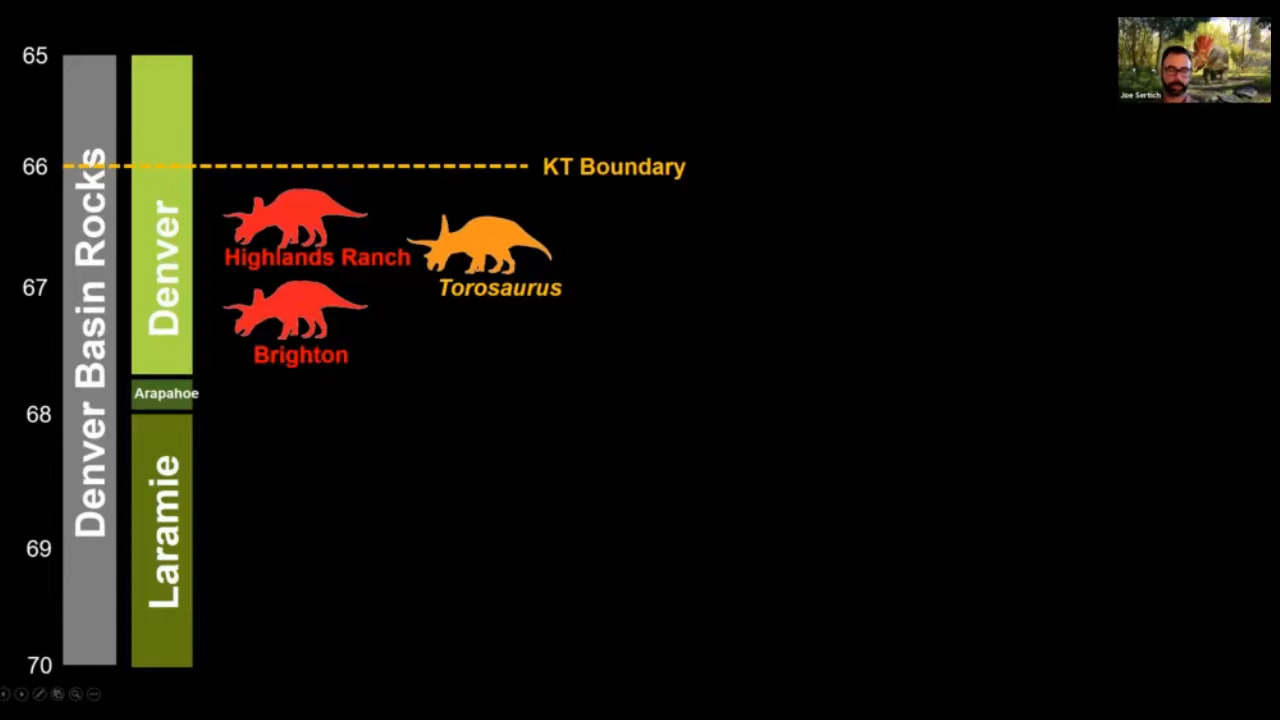 65
66
67
68
69
70
Denver Basin Rocks
Denver
Arapahoe
Laramie
KT Boundary
Highlands Ranch
Torosaurus
Brighton
Joe Sertich